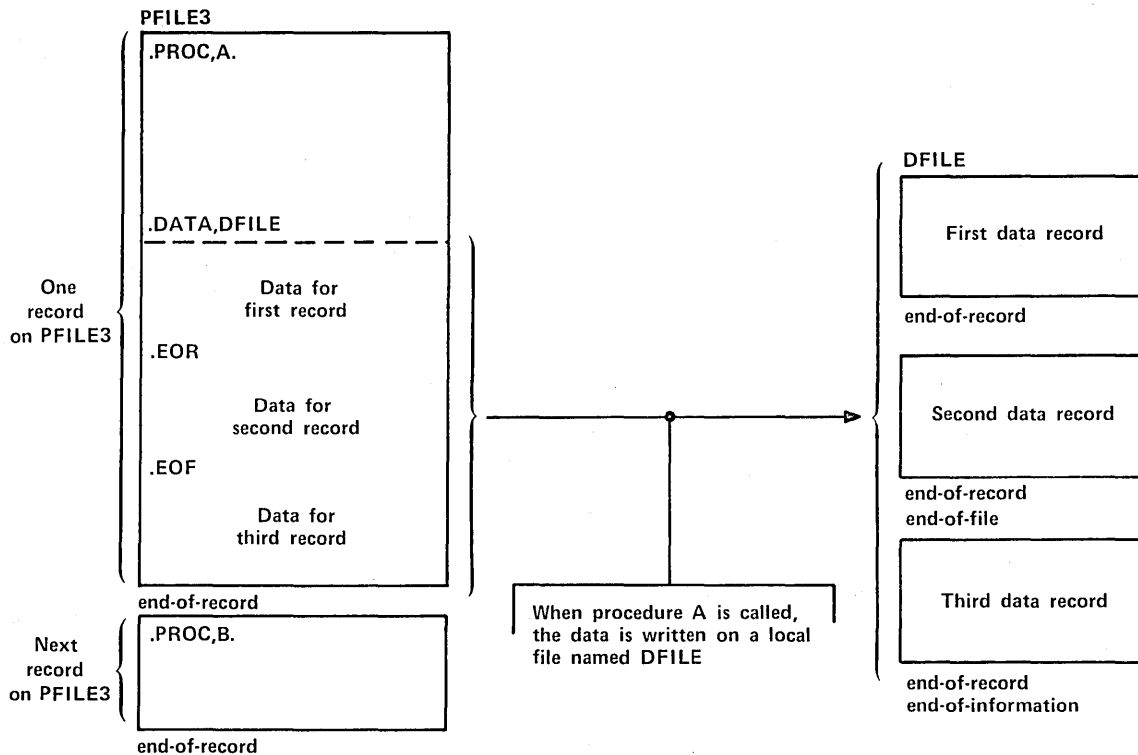 PFILE3
.PROC,A.
.DATA,DFILE
One
record
on PFILE3
Data for
first record
.EOR
Data for
second record
.EOF
Data for
third record
end-of-record
Next
record
on PFILE3
.PROC,B.
end-of-record
When procedure A is called,
the data is written on a local
file named DFILE
DFILE
First data record
end-of-record
Second data record
end-of-record
end-of-file
Third data record
end-of-record
end-of-information